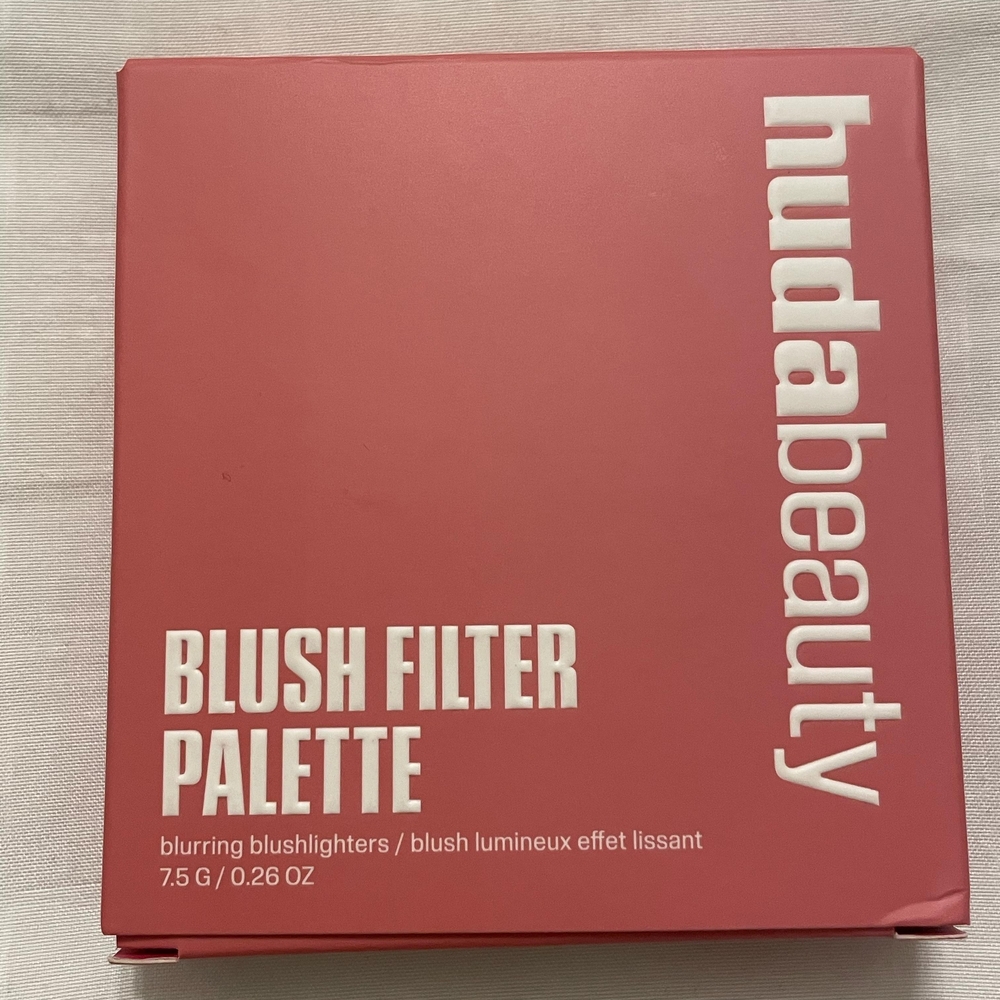 hudabeauty
BLUSH FILTER
PALETTE
blurring blushlighters / blush lumineux effet lissant
7.5 G / 0.26 OZ